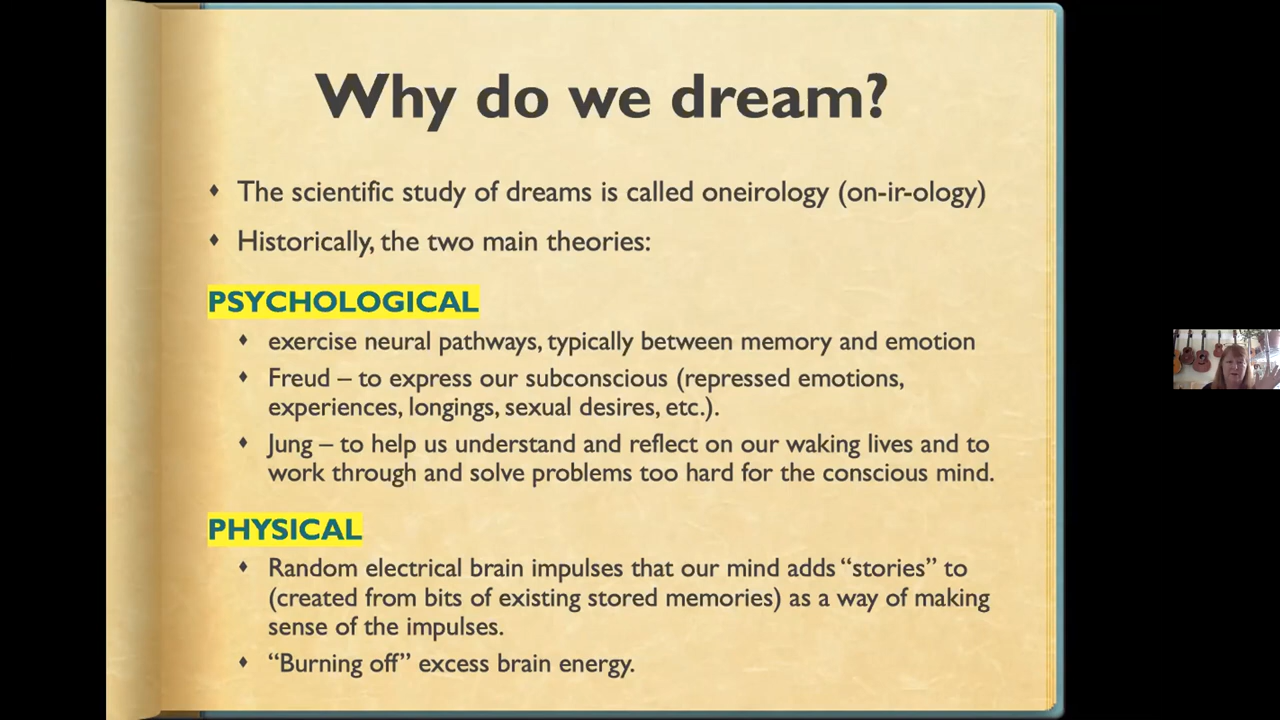 Why do we dream?
♦ The scientific study of dreams is called oneirology (on-ir-ology)
♦ Historically, the two main theories:
PSYCHOLOGICAL
♦ exercise neural pathways, typically between memory and emotion
♦ Freud – to express our subconscious (repressed emotions,
experiences, longings, sexual desires, etc.).
♦ Jung – to help us understand and reflect on our waking lives and to
work through and solve problems too hard for the conscious mind.
PHYSICAL
♦ Random electrical brain impulses that our mind adds “stories” to
(created from bits of existing stored memories) as a way of making
sense of the impulses.
♦ “Burning off” excess brain energy.